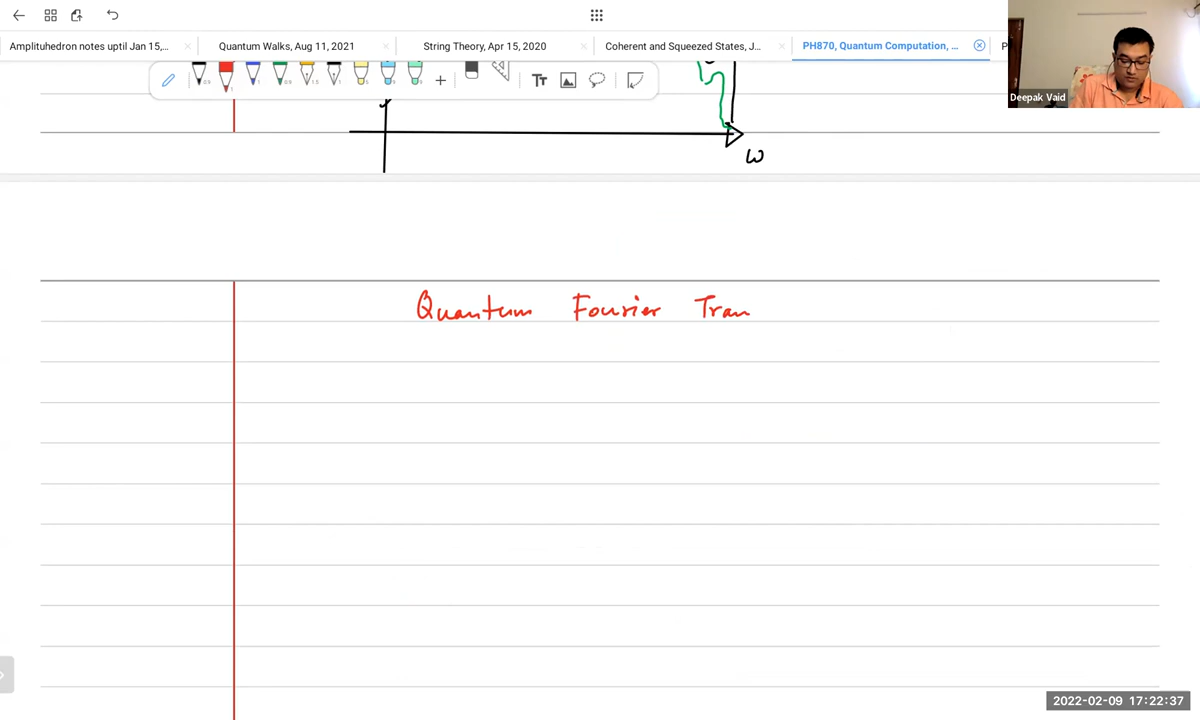 Amplituhedron notes uptil Jan 15,...
Quantum Walks, Aug 11, 2021
String Theory, Apr 15, 2020
Coherent and Squeezed States, J...
PH870, Quantum Computation, ...
P
Deepak Vaid
Tт
ω
Quantum Fourier Tran
2022-02-09 17:22:37